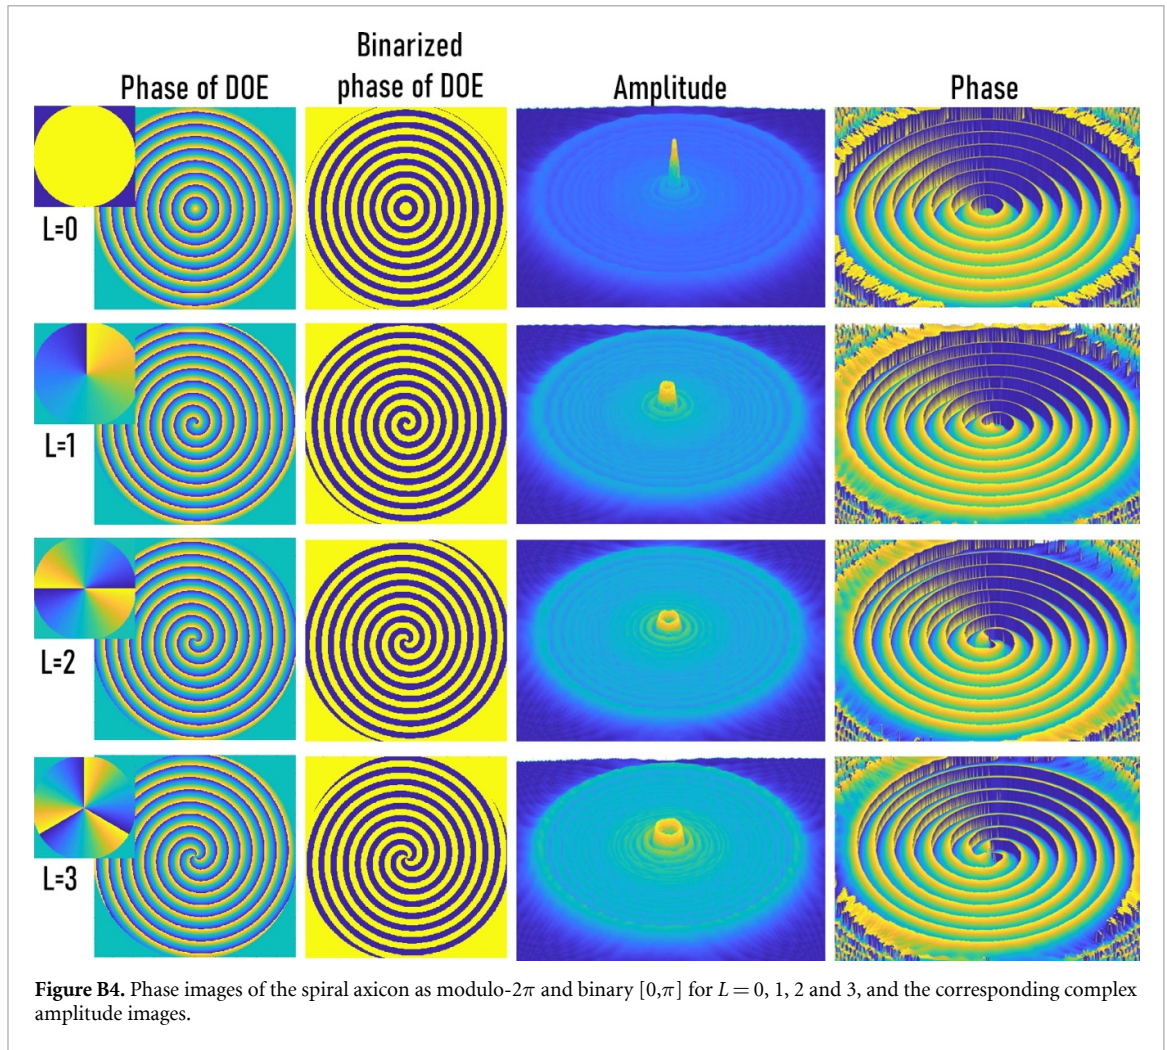 Binarized
Phase of DOE phase of DOE Amplitude Phase
L=0
L=1
L=2
L=3
Figure B4. Phase images of the spiral axicon as modulo-2π and binary [0,π] for L = 0, 1, 2 and 3, and the corresponding complex
amplitude images.